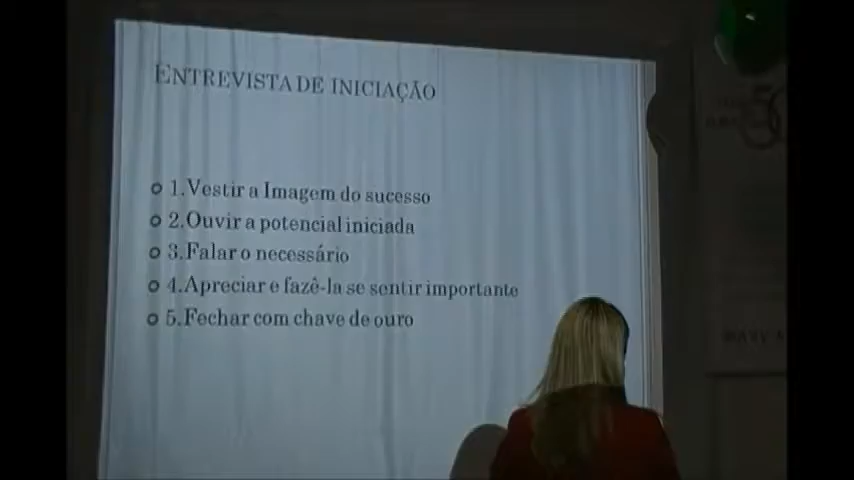 ENTREVISTA DE INICIAÇÃO
1.Vestir a Imagem do sucesso
2.Ouvir a potencial iniciada
3.Falar o necessário
4.Apreciar e fazê-la se sentir importante
5.Fechar com chave de ouro